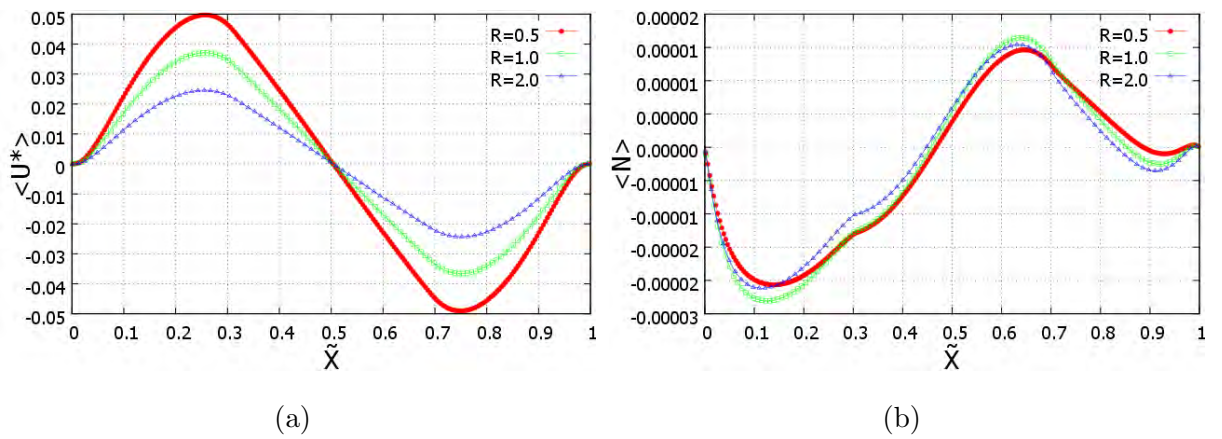 0.05
0.04
0.03
0.02
0.01
0
-0.01
-0.02
-0.03
-0.04
-0.05
<U*>
R=0.5
R=1.0
R=2.0
0 0.1 0.2 0.3 0.4 0.5 0.6 0.7 0.8 0.9 1
X̃
(a)
0.00002
0.00001
0.00001
0.00000
0.00000
-0.00001
-0.00001
-0.00002
-0.00002
-0.00003
<N>
R=0.5
R=1.0
R=2.0
0 0.1 0.2 0.3 0.4 0.5 0.6 0.7 0.8 0.9 1
X̃
(b)